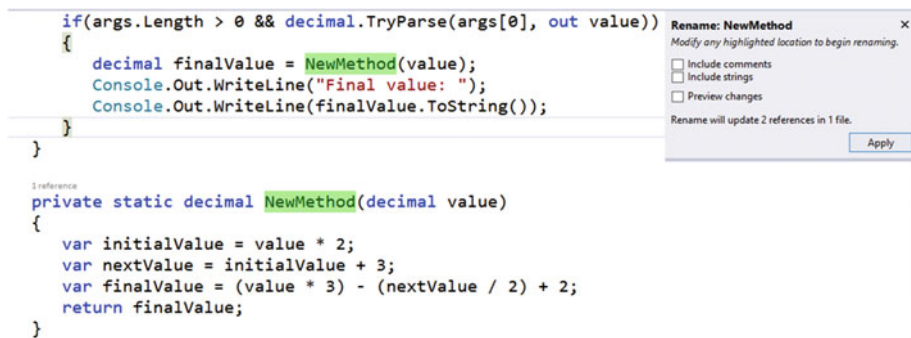 if(args.Length > 0 && decimal.TryParse(args[0], out value))
{
decimal finalValue = NewMethod(value);
Console.Out.WriteLine("Final value: ");
Console.Out.WriteLine(finalValue.ToString());
}
}
Rename: NewMethod ×
Modify any highlighted location to begin renaming.
Include comments
Include strings
Preview changes
Rename will update 2 references in 1 file.
Apply
1 reference
private static decimal NewMethod(decimal value)
{
var initialValue = value * 2;
var nextValue = initialValue + 3;
var finalValue = (value * 3) - (nextValue / 2) + 2;
return finalValue;
}